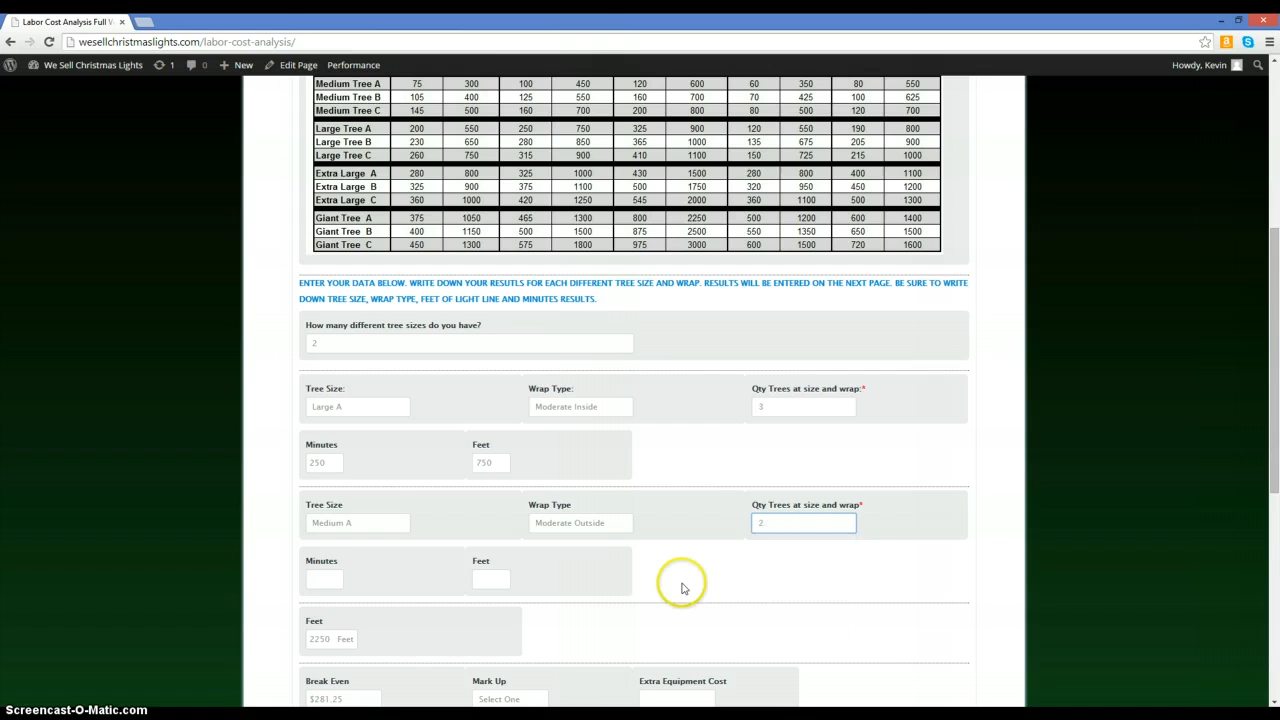 Labor Cost Analysis Full V
wesellchristmaslights.com/labor-cost-analysis/
We Sell Christmas Lights 1 0 New Edit Page Performance Howdy, Kevin
Medium Tree A 75 300 100 450 120 600 60 350 80 550
Medium Tree B 105 400 125 550 160 700 70 425 100 625
Medium Tree C 145 500 160 700 200 800 80 500 120 700
Large Tree A 200 550 250 750 325 900 120 550 190 800
Large Tree B 230 650 280 850 365 1000 135 675 205 900
Large Tree C 260 750 315 900 410 1100 150 725 215 1000
Extra Large A 280 800 325 1000 430 1500 280 800 400 1100
Extra Large B 325 900 375 1100 500 1750 320 950 450 1200
Extra Large C 360 1000 420 1250 545 2000 360 1100 500 1300
Giant Tree A 375 1050 465 1300 800 2250 500 1200 600 1400
Giant Tree B 400 1150 500 1500 875 2500 550 1350 650 1500
Giant Tree C 450 1300 575 1800 975 3000 600 1500 720 1600
ENTER YOUR DATA BELOW. WRITE DOWN YOUR RESUTLS FOR EACH DIFFERENT TREE SIZE AND WRAP. RESULTS WILL BE ENTERED ON THE NEXT PAGE. BE SURE TO WRITE
DOWN TREE SIZE, WRAP TYPE, FEET OF LIGHT LINE AND MINUTES RESULTS.
How many different tree sizes do you have?
2
Tree Size: Wrap Type: Qty Trees at size and wrap:*
Large A Moderate Inside 3
Minutes Feet
250 750
Tree Size Wrap Type Qty Trees at size and wrap*
Medium A Moderate Outside 2
Minutes Feet
Feet
2250 Feet
Break Even Mark Up Extra Equipment Cost
$281.25 Select One
Screencast-O-Matic.com